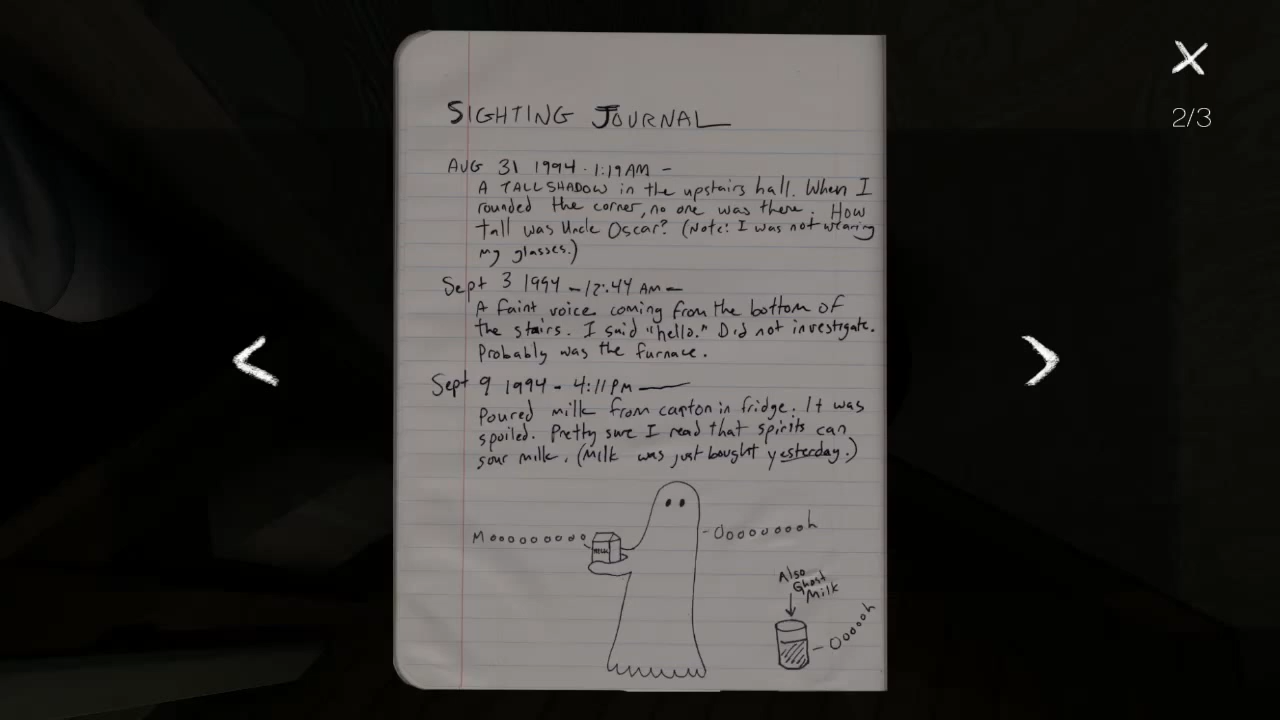 2/3
SIGHTING JOURNAL
AUG 31 1994 - 1:19 AM -
A TALL SHADOW in the upstairs hall. When I
rounded the corner, no one was there. How
tall was Uncle Oscar? (Note: I was not wearing
my glasses.)
Sept 3 1994 - 12:44 AM -
A faint voice coming from the bottom of
the stairs. I said "hello." Did not investigate.
Probably was the furnace.
Sept 9 1994 - 4:11 PM -
Poured milk from carton in fridge. It was
spoiled. Pretty sure I read that spirits can
sour milk. (Milk was just bought yesterday.)
Mooooooooo
MILK
-Oooooooooh
Also
Ghost
Milk
-Oooooh